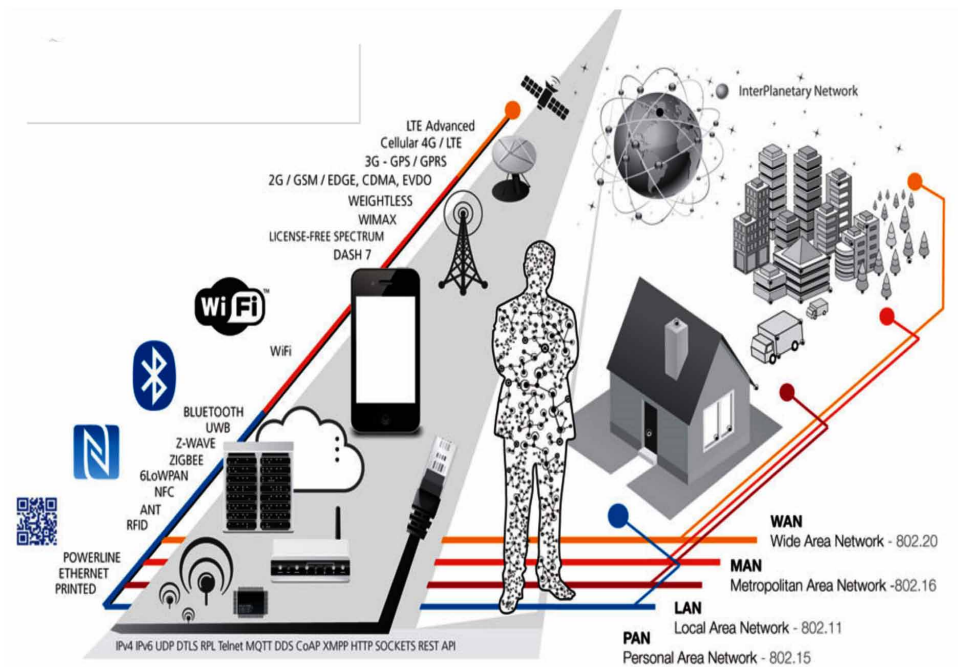 InterPlanetary Network
LTE Advanced
Cellular 4G / LTE
3G - GPS / GPRS
2G / GSM / EDGE, CDMA, EVDO
WEIGHTLESS
WIMAX
LICENSE-FREE SPECTRUM
DASH 7
WiFi™
WiFi
BLUETOOTH
UWB
Z-WAVE
ZIGBEE
6LoWPAN
NFC
ANT
RFID
POWERLINE
ETHERNET
PRINTED
WAN
Wide Area Network - 802.20
MAN
Metropolitan Area Network -802.16
LAN
Local Area Network - 802.11
PAN
Personal Area Network - 802.15
IPv4 IPv6 UDP DTLS RPL Telnet MQTT DDS CoAP XMPP HTTP SOCKETS REST API